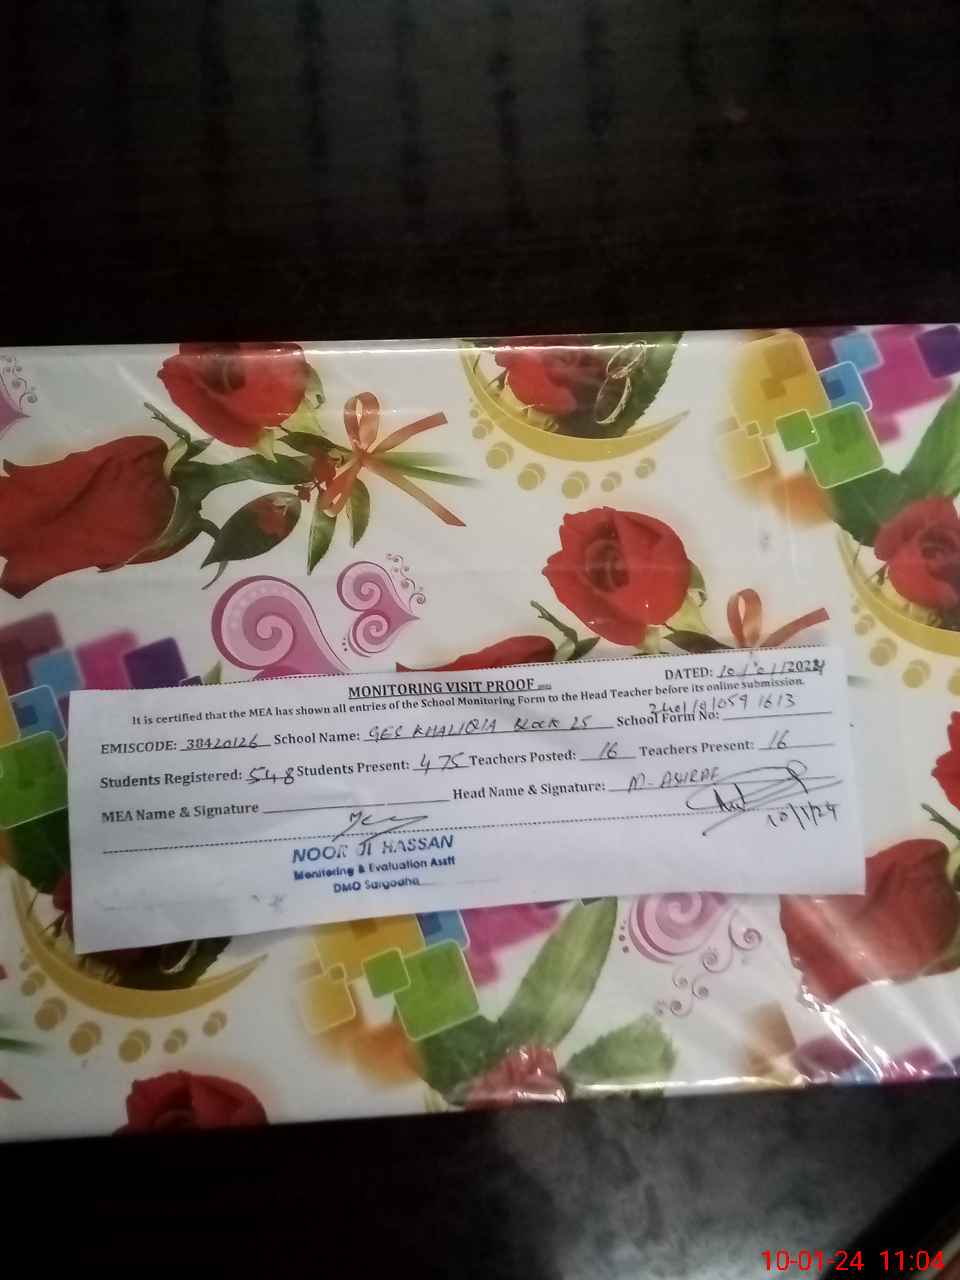 MONITORING VISIT PROOF
DATED: 10/01/2024
It is certified that the MEA has shown all entries of the School Monitoring Form to the Head Teacher before its online submission.
EMISCODE: 38420126 School Name: GES KHALIQIA BLOCK 25 School Form No:
Students Registered: 548 Students Present: 475 Teachers Posted: 16 Teachers Present: 16
MEA Name & Signature Head Name & Signature: M-ASHRAF
10/1/24
NOOR JI HASSAN
Monitoring & Evaluation Asstt
DMO Sargodha
10-01-24 11:04